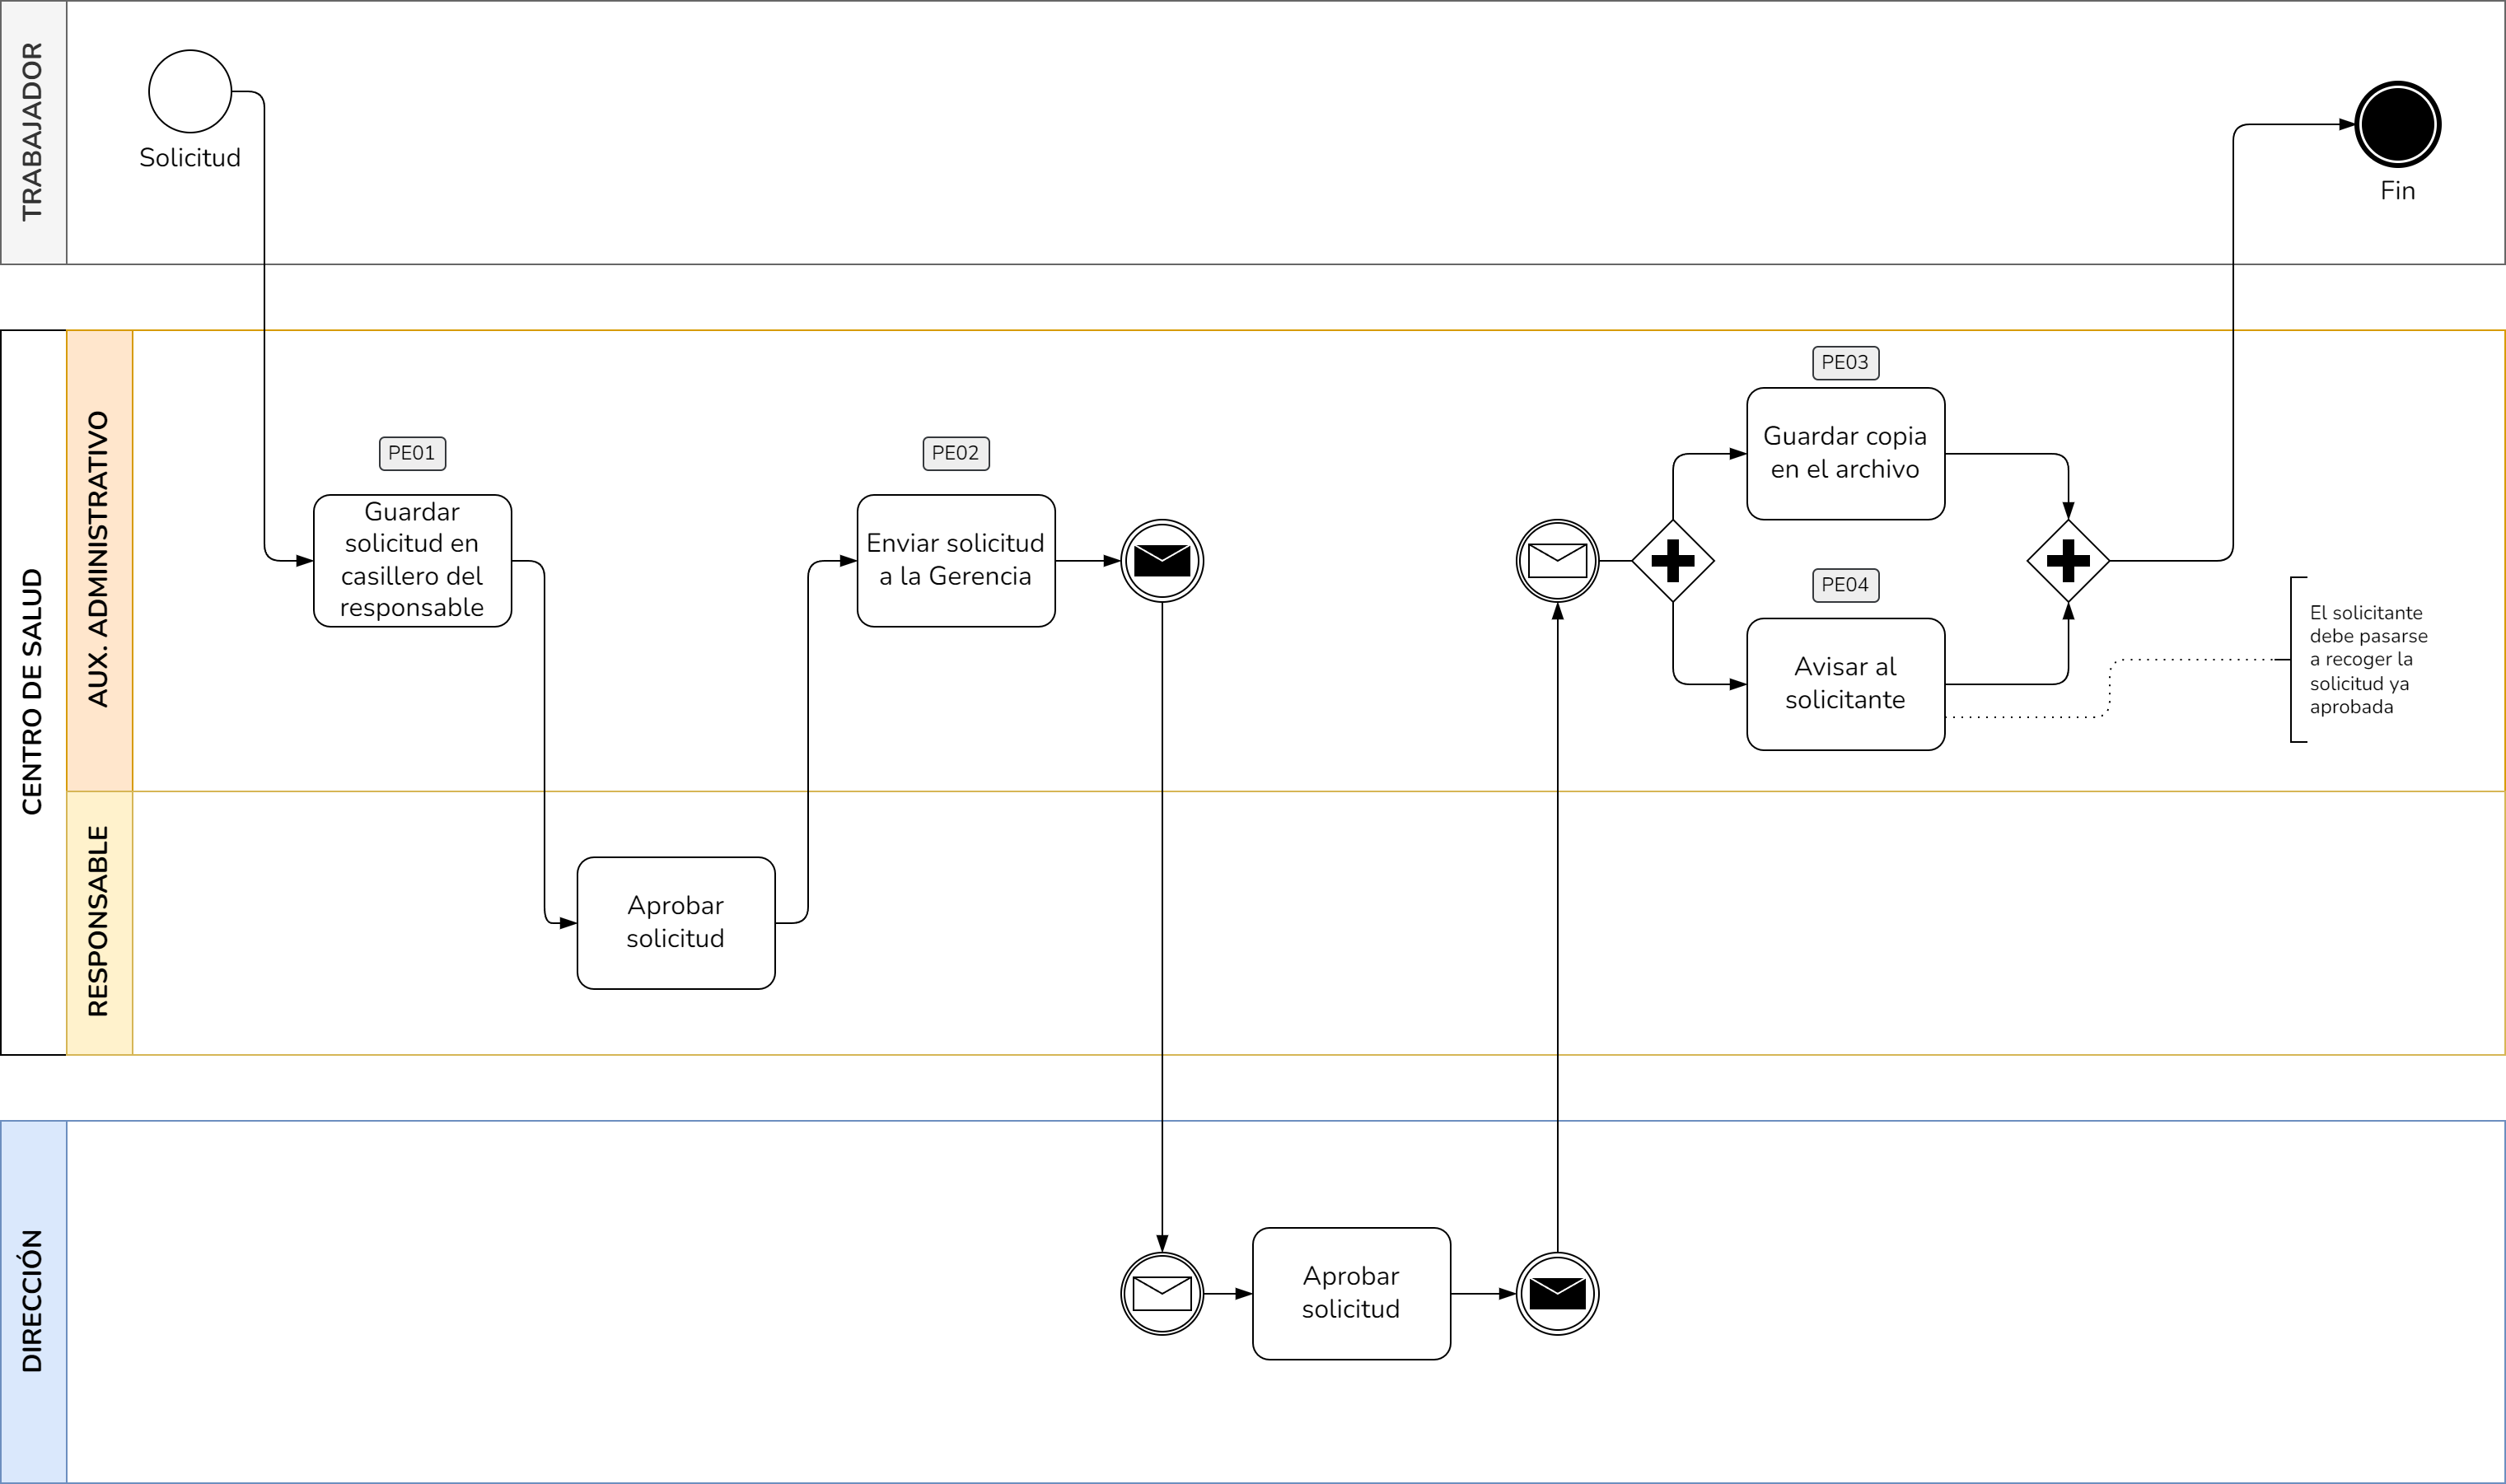 TRABAJADOR
Solicitud
Fin
CENTRO DE SALUD
AUX. ADMINISTRATIVO
PE01
Guardar
solicitud en
casillero del
responsable
PE02
Enviar solicitud
a la Gerencia
PE03
Guardar copia
en el archivo
PE04
Avisar al
solicitante
El solicitante
debe pasarse
a recoger la
solicitud ya
aprobada
RESPONSABLE
Aprobar
solicitud
DIRECCIÓN
Aprobar
solicitud